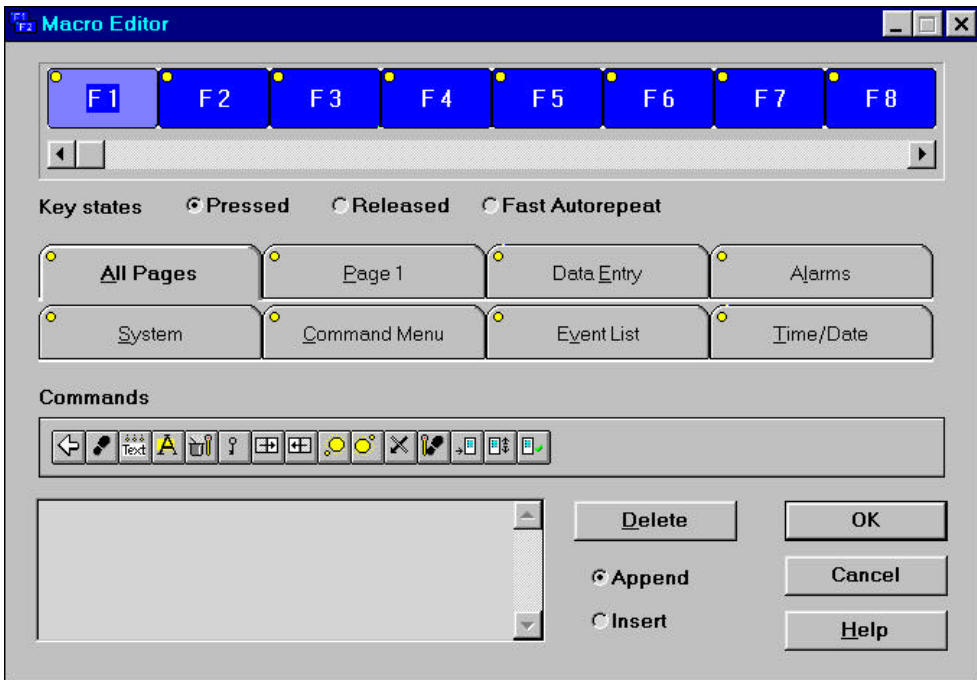 F1
F2
Macro Editor
F1 F2 F3 F4 F5 F6 F7 F8
Key states Pressed Released Fast Autorepeat
All Pages Page 1 Data Entry Alarms
System Command Menu Event List Time/Date
Commands
Text A
Delete OK
Append Cancel
Insert Help